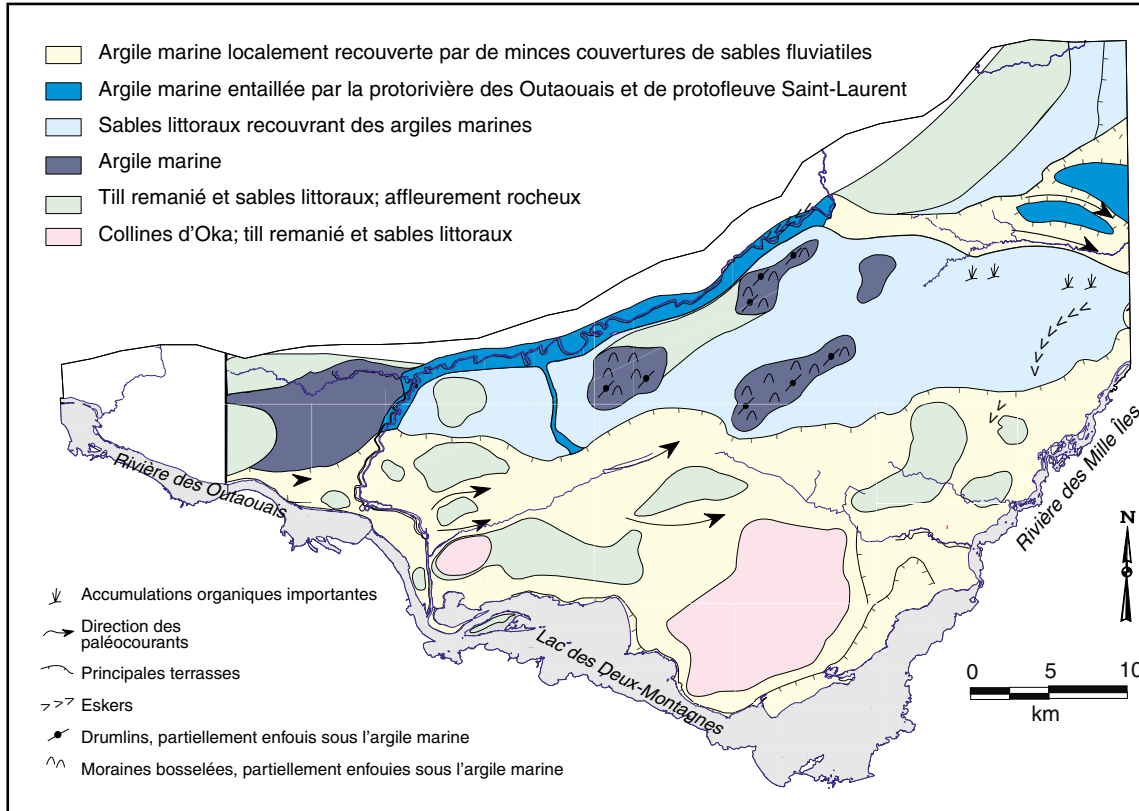 Argile marine localement recouverte par de minces couvertures de sables fluviatiles
Argile marine entaillée par la protorivière des Outaouais et de protofleuve Saint-Laurent
Sables littoraux recouvrant des argiles marines
Argile marine
Till remanié et sables littoraux; affleurement rocheux
Collines d'Oka; till remanié et sables littoraux
Rivière des Outaouais
Rivière des Mille Îles
Lac des Deux-Montagnes
Accumulations organiques importantes
Direction des
paléocourants
Principales terrasses
Eskers
Drumlins, partiellement enfouis sous l'argile marine
Moraines bosselées, partiellement enfouies sous l'argile marine
N
0 5 10
km